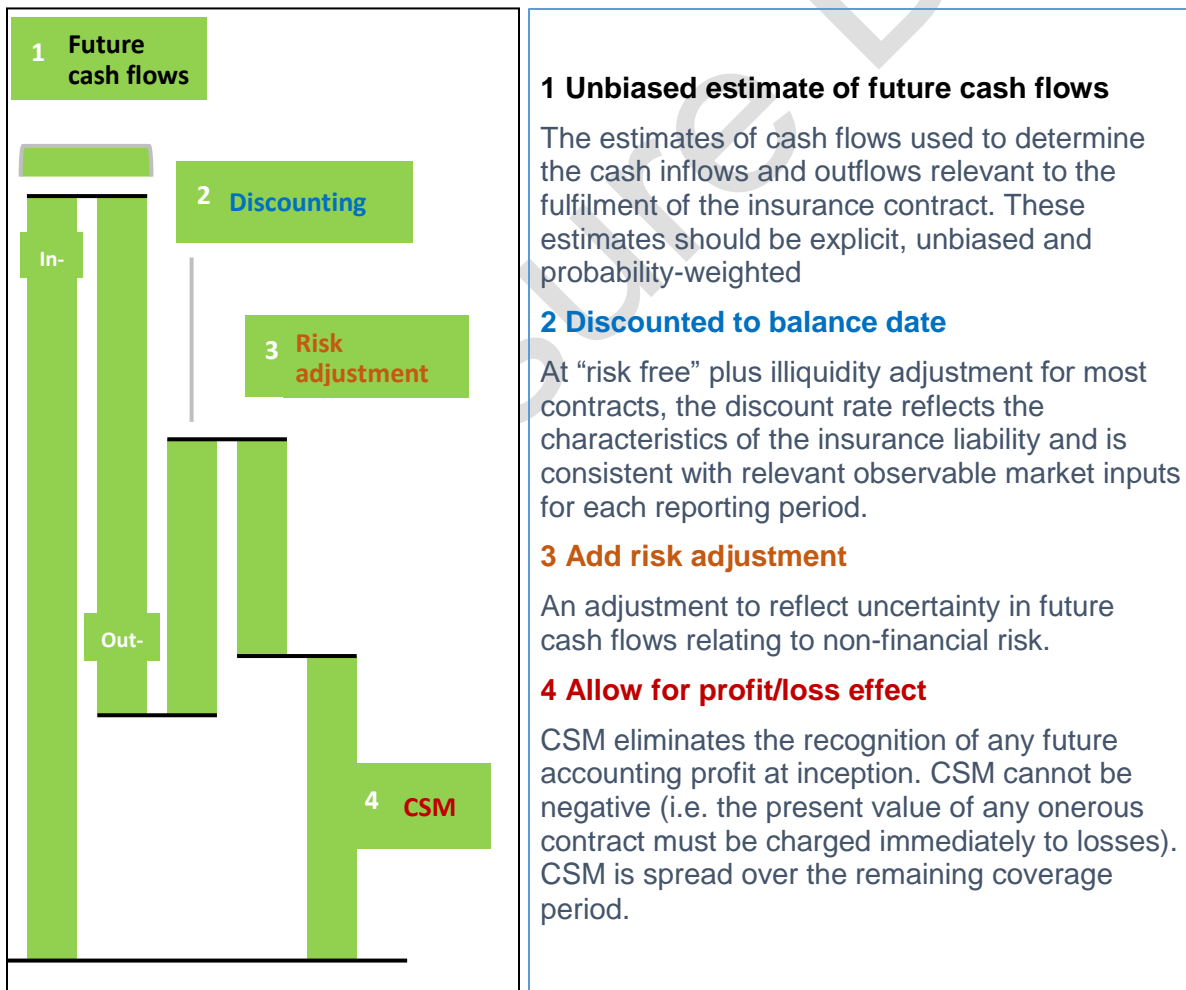 1 Future
cash flows
2 Discounting
In-
3 Risk
adjustment
Out-
4 CSM
1 Unbiased estimate of future cash flows
The estimates of cash flows used to determine
the cash inflows and outflows relevant to the
fulfilment of the insurance contract. These
estimates should be explicit, unbiased and
probability-weighted
2 Discounted to balance date
At “risk free” plus illiquidity adjustment for most
contracts, the discount rate reflects the
characteristics of the insurance liability and is
consistent with relevant observable market inputs
for each reporting period.
3 Add risk adjustment
An adjustment to reflect uncertainty in future
cash flows relating to non-financial risk.
4 Allow for profit/loss effect
CSM eliminates the recognition of any future
accounting profit at inception. CSM cannot be
negative (i.e. the present value of any onerous
contract must be charged immediately to losses).
CSM is spread over the remaining coverage
period.